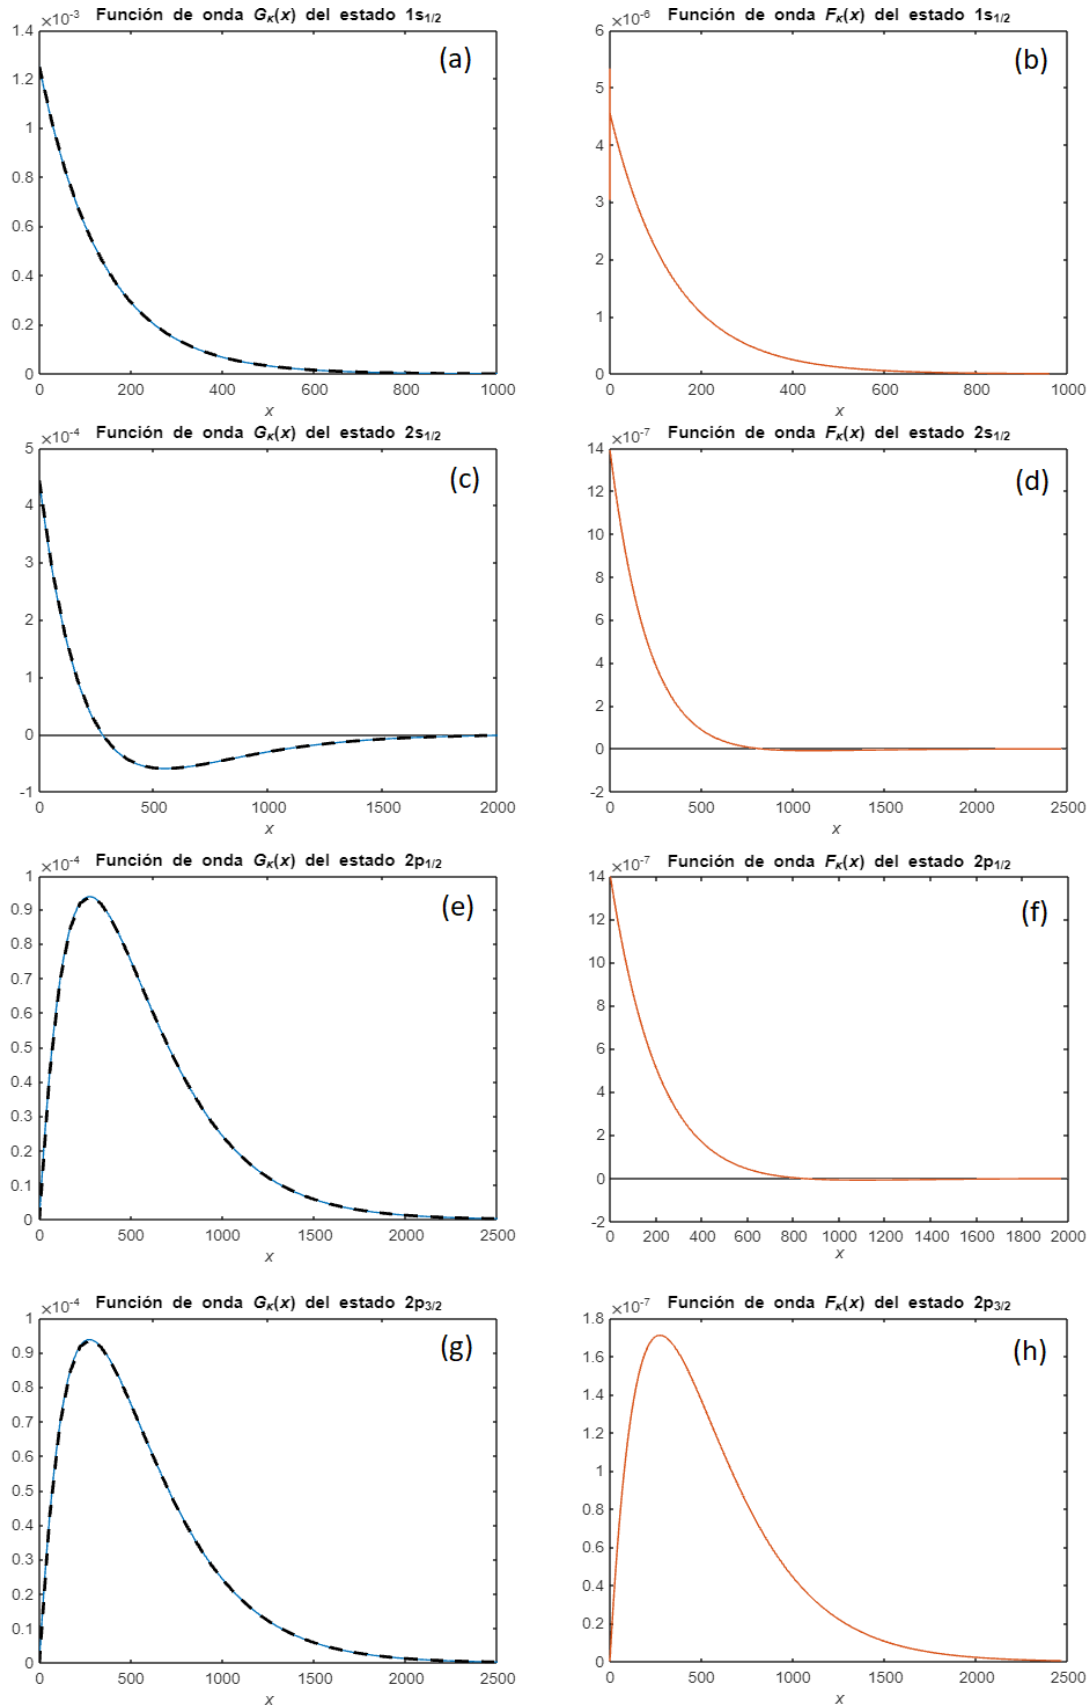 ×10⁻³ Función de onda Gκ(x) del estado 1s1/2
(a)
1.4
1.2
1
0.8
0.6
0.4
0.2
0
0 200 400 600 800 1000
x
×10⁻⁶ Función de onda Fκ(x) del estado 1s1/2
(b)
6
5
4
3
2
1
0
0 200 400 600 800 1000
x
×10⁻⁴ Función de onda Gκ(x) del estado 2s1/2
(c)
5
4
3
2
1
0
-1
0 500 1000 1500 2000
x
×10⁻⁷ Función de onda Fκ(x) del estado 2s1/2
(d)
14
12
10
8
6
4
2
0
-2
0 500 1000 1500 2000 2500
x
×10⁻⁴ Función de onda Gκ(x) del estado 2p1/2
(e)
1
0.9
0.8
0.7
0.6
0.5
0.4
0.3
0.2
0.1
0
0 500 1000 1500 2000 2500
x
×10⁻⁷ Función de onda Fκ(x) del estado 2p1/2
(f)
14
12
10
8
6
4
2
0
-2
0 200 400 600 800 1000 1200 1400 1600 1800 2000
x
×10⁻⁴ Función de onda Gκ(x) del estado 2p3/2
(g)
1
0.9
0.8
0.7
0.6
0.5
0.4
0.3
0.2
0.1
0
0 500 1000 1500 2000 2500
x
×10⁻⁷ Función de onda Fκ(x) del estado 2p3/2
(h)
1.8
1.6
1.4
1.2
1
0.8
0.6
0.4
0.2
0
0 500 1000 1500 2000 2500
x